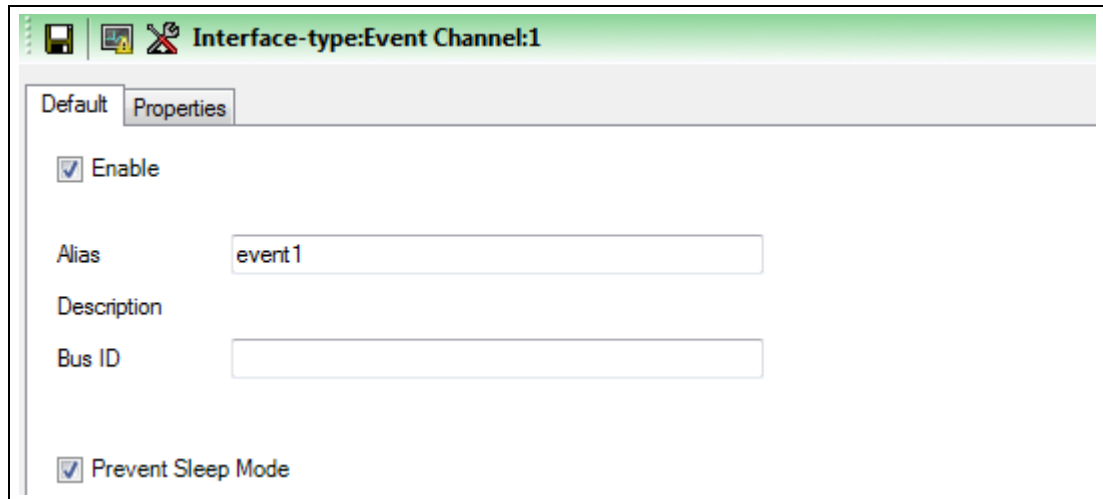 Interface-type:Event Channel:1
Default Properties
Enable
Alias event1
Description
Bus ID
Prevent Sleep Mode